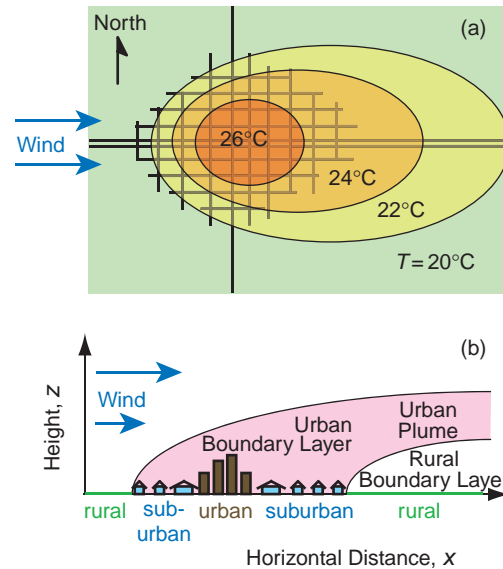 North
(a)
Wind
26°C
24°C
22°C
T = 20°C
(b)
Height, z
Wind
Urban
Boundary Layer
Urban
Plume
Rural
Boundary Laye
rural
sub-
urban
urban
suburban
rural
Horizontal Distance, x